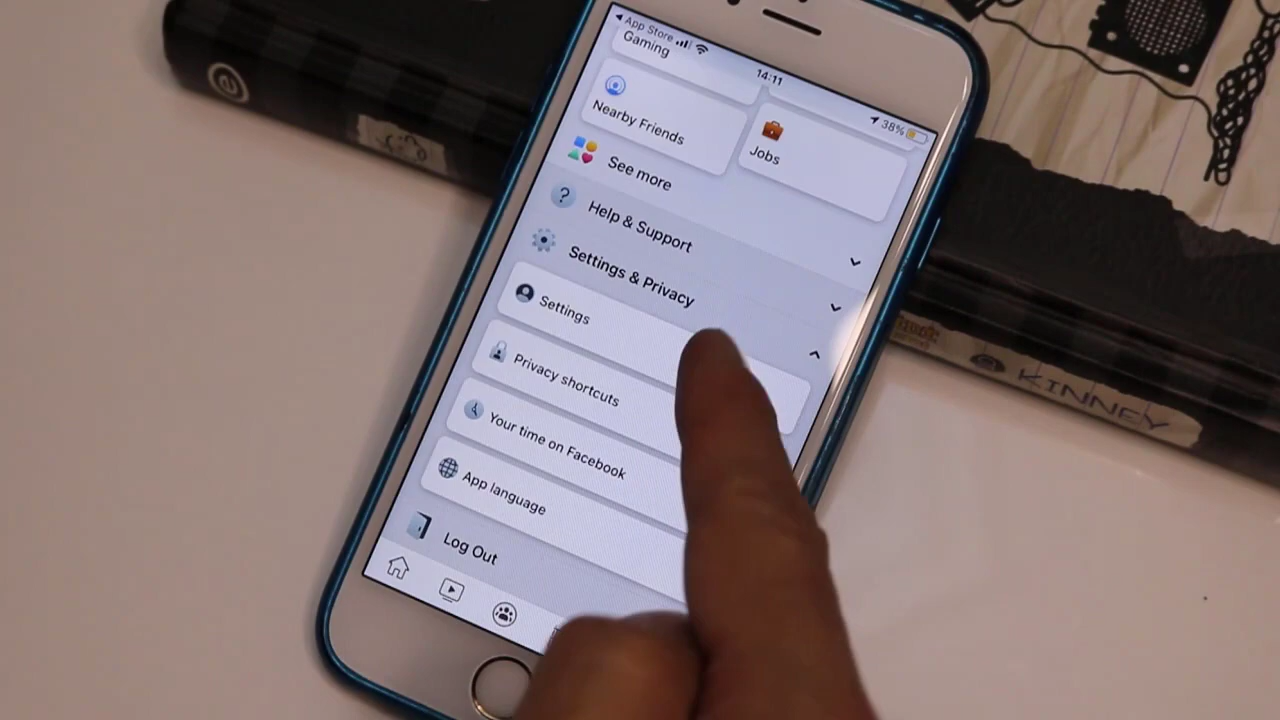 App Store
14:11
38%
Gaming
Nearby Friends
Jobs
See more
?
Help & Support
Settings & Privacy
Settings
Privacy shortcuts
Your time on Facebook
App language
Log Out
e
KINNEY